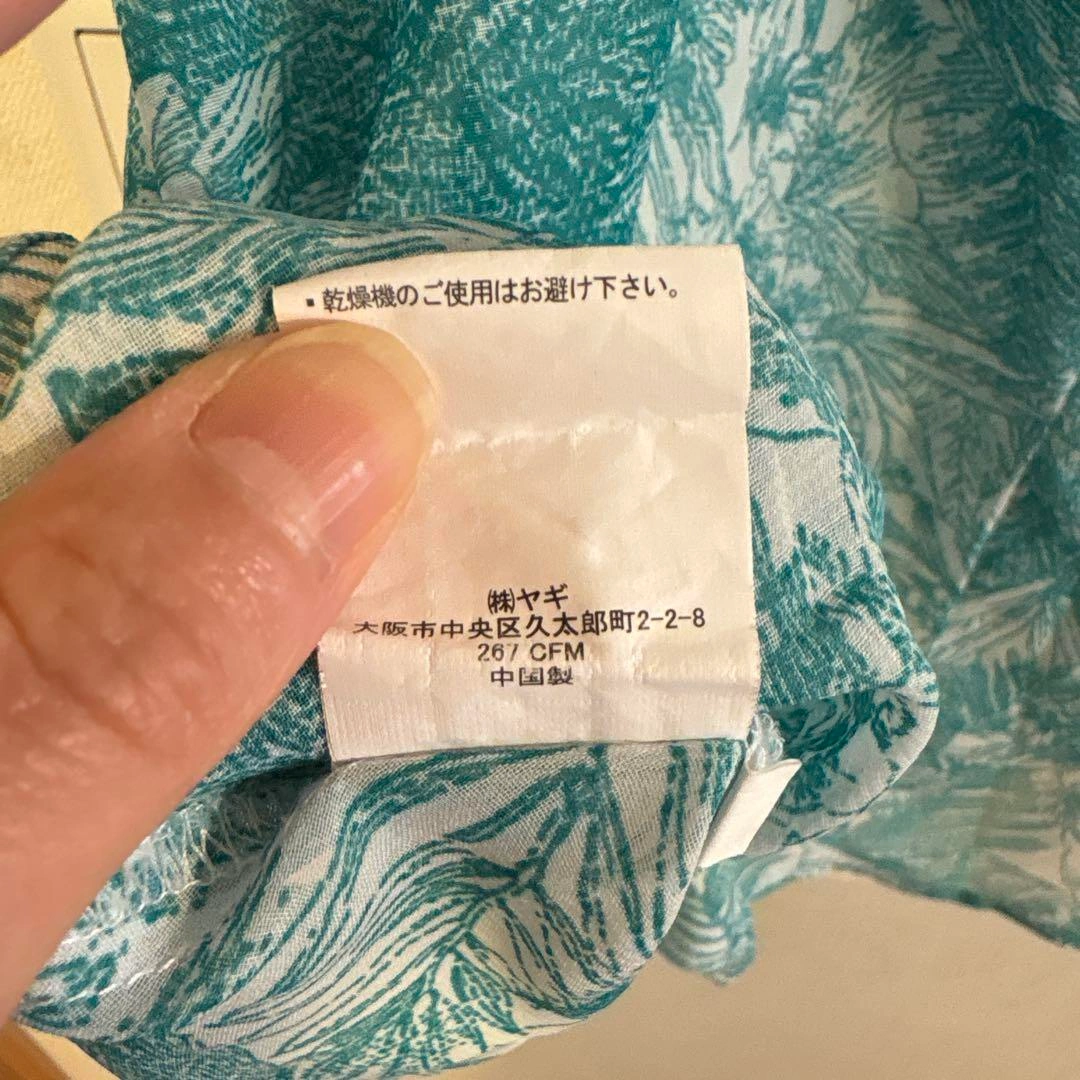 ・乾燥機のご使用はお避け下さい。
㈱ヤギ
大阪市中央区久太郎町2-2-8
267 CFM
中国製